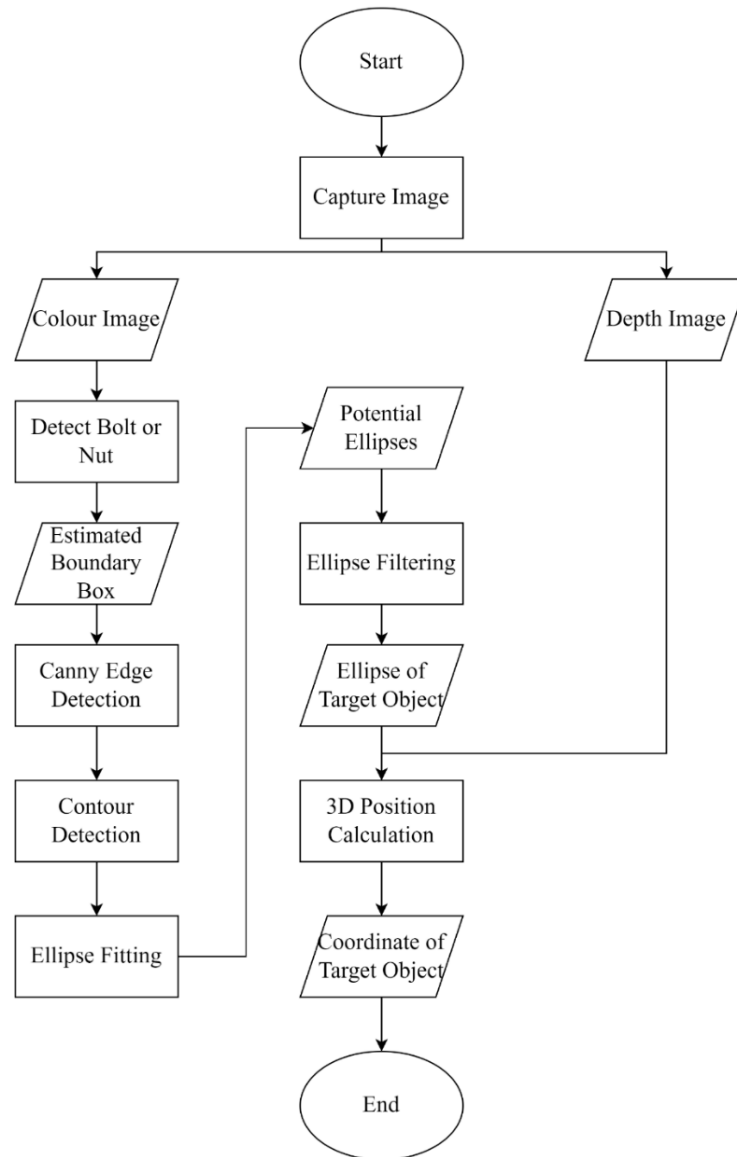 Start
Capture Image
Colour Image
Depth Image
Detect Bolt or
Nut
Estimated
Boundary
Box
Canny Edge
Detection
Contour
Detection
Ellipse Fitting
Potential
Ellipses
Ellipse Filtering
Ellipse of
Target Object
3D Position
Calculation
Coordinate of
Target Object
End